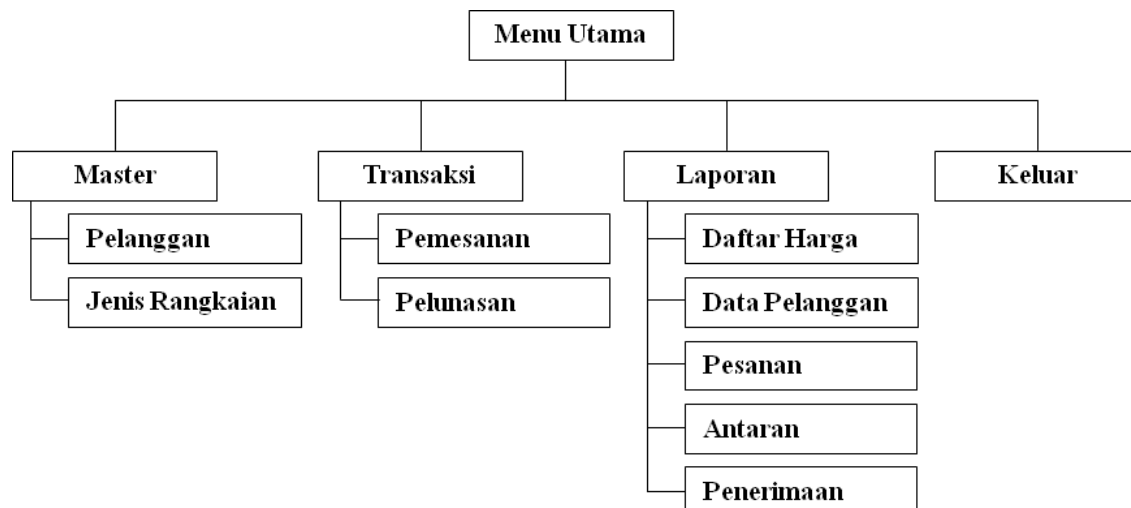 Menu Utama
Master
Pelanggan
Jenis Rangkaian
Transaksi
Pemesanan
Pelunasan
Laporan
Daftar Harga
Data Pelanggan
Pesanan
Antaran
Penerimaan
Keluar